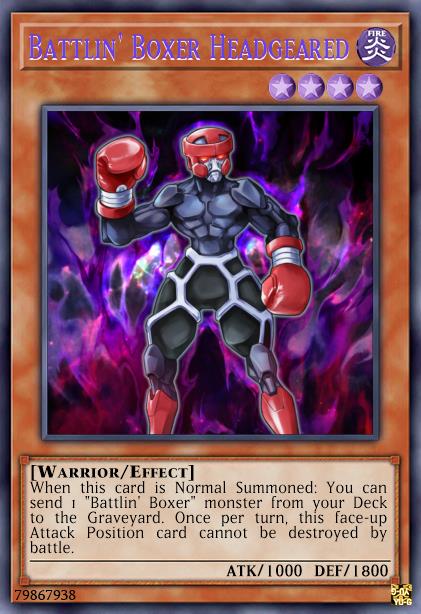 BATTLIN' BOXER HEADGEARED
FIRE
炎
[WARRIOR/EFFECT]
When this card is Normal Summoned: You can
send 1 "Battlin' Boxer" monster from your Deck
to the Graveyard. Once per turn, this face-up
Attack Position card cannot be destroyed by
battle.
ATK/1000 DEF/1800
79867938